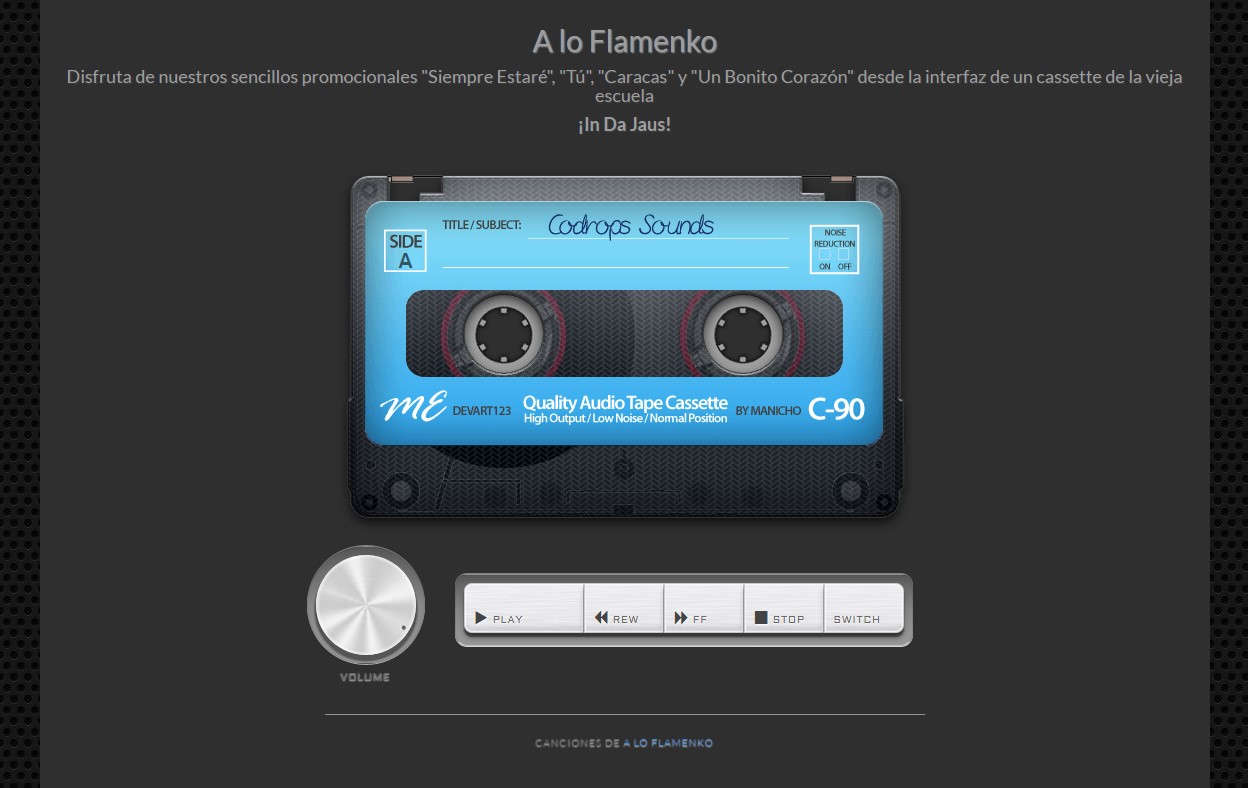 A lo Flamenko
Disfruta de nuestros sencillos promocionales "Siempre Estaré", "Tú", "Caracas" y "Un Bonito Corazón" desde la interfaz de un cassette de la vieja
escuela
¡In Da Jaus!
TITLE / SUBJECT: Codrops Sounds
SIDE
A
NOISE
REDUCTION
ON OFF
mE DEVART123 Quality Audio Tape Cassette BY MANICHO C-90
High Output / Low Noise / Normal Position
PLAY REW FF STOP SWITCH
VOLUME
CANCIONES DE A LO FLAMENKO